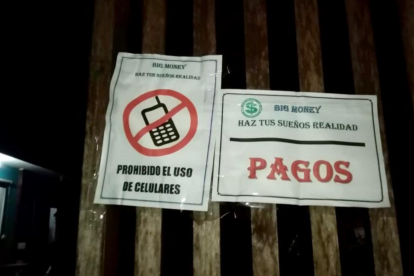 BIG MONEY
HAZ TUS SUEÑOS REALIDAD
PROHIBIDO EL USO
DE CELULARES
$ BIG MONEY
HAZ TUS SUEÑOS REALIDAD
PAGOS